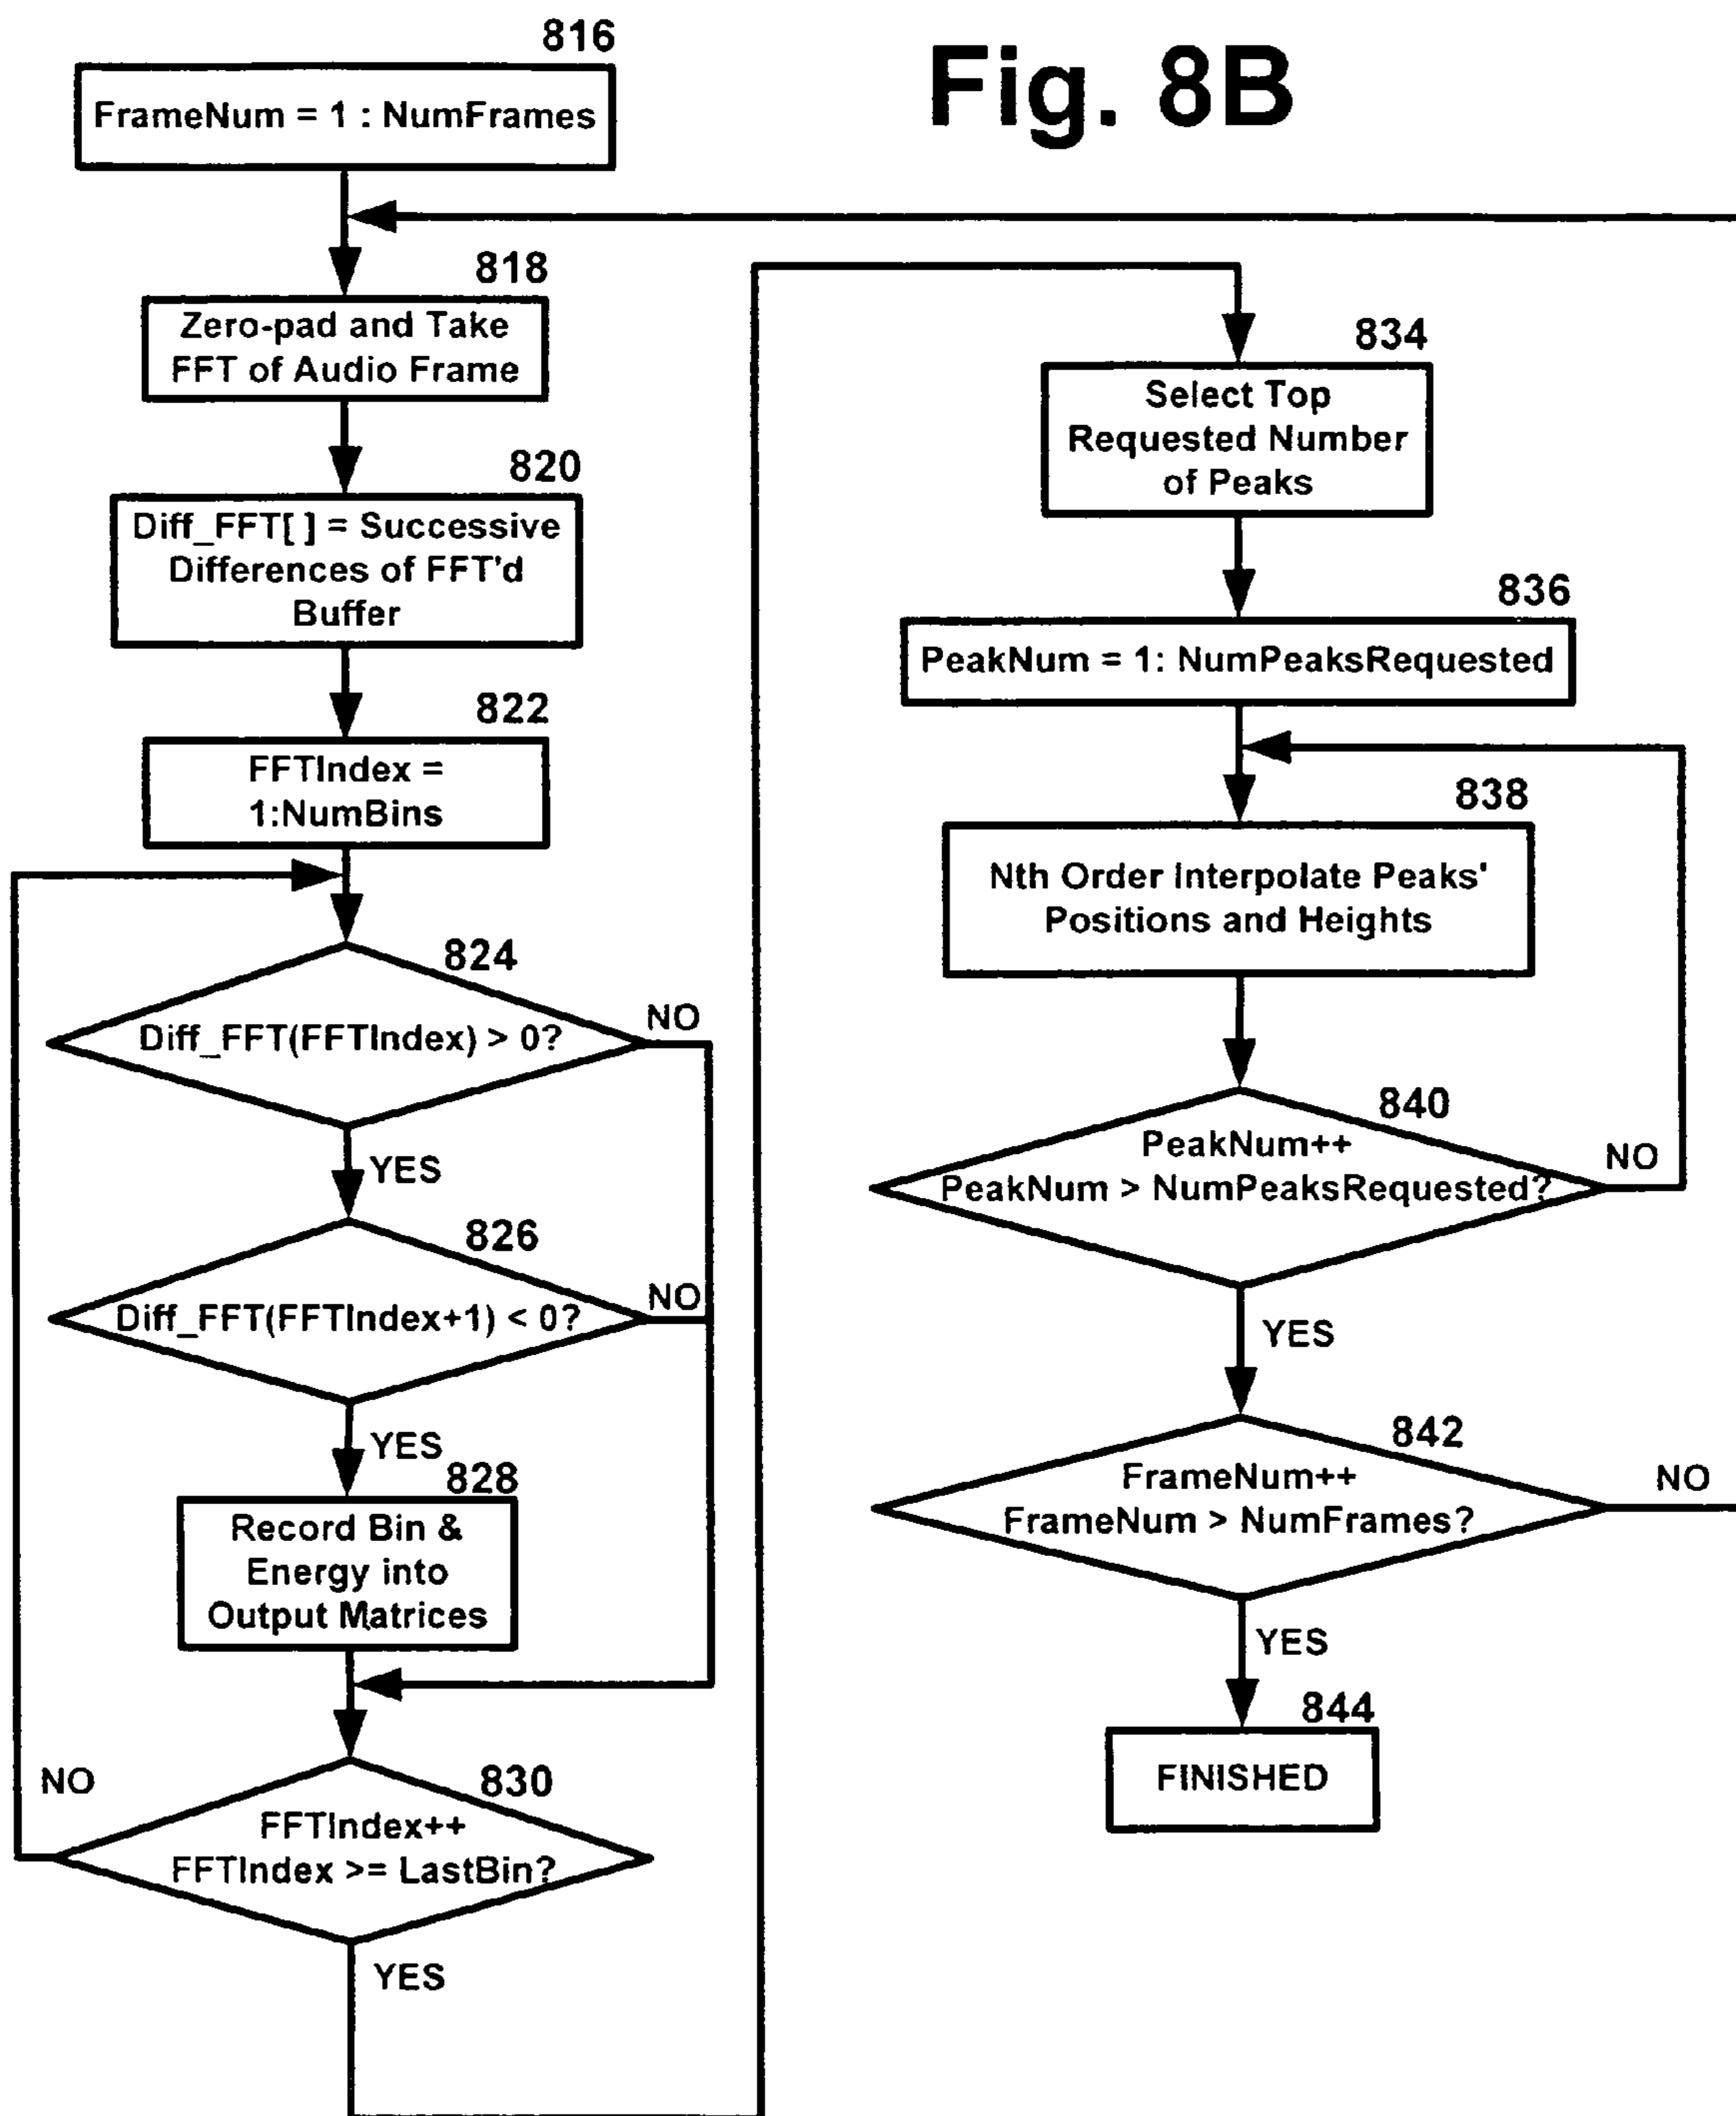 Fig. 8B
816
FrameNum = 1 : NumFrames
818
Zero-pad and Take
FFT of Audio Frame
820
Diff_FFT[ ] = Successive
Differences of FFT'd
Buffer
822
FFTIndex =
1:NumBins
824
Diff_FFT(FFTIndex) > 0?
NO
YES
826
Diff_FFT(FFTIndex+1) < 0?
NO
YES
828
Record Bin &
Energy into
Output Matrices
830
NO
FFTIndex++
FFTIndex >= LastBin?
YES
834
Select Top
Requested Number
of Peaks
836
PeakNum = 1: NumPeaksRequested
838
Nth Order Interpolate Peaks'
Positions and Heights
840
PeakNum++
PeakNum > NumPeaksRequested?
NO
YES
842
FrameNum++
FrameNum > NumFrames?
NO
YES
844
FINISHED